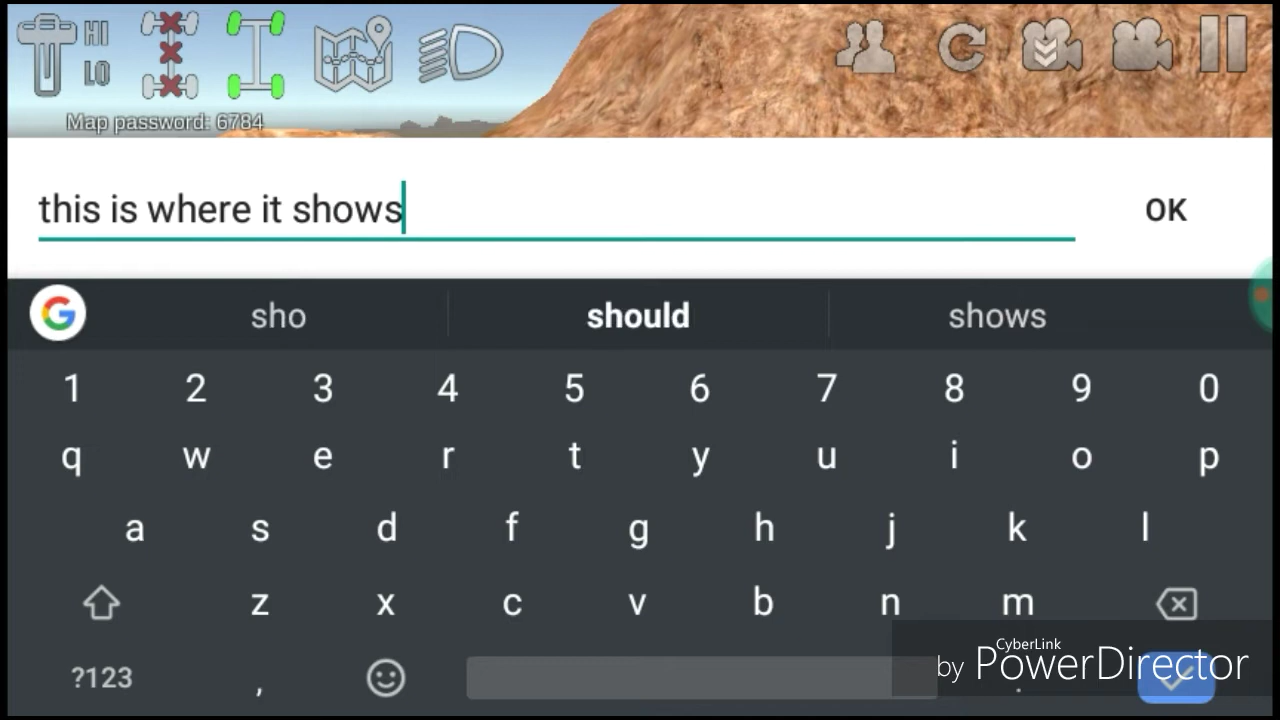 HI
LO
Map password: 6784
this is where it shows
OK
sho should shows
1 2 3 4 5 6 7 8 9 0
q w e r t y u i o p
a s d f g h j k l
z x c v b n m
?123 , .
CyberLink
by PowerDirector